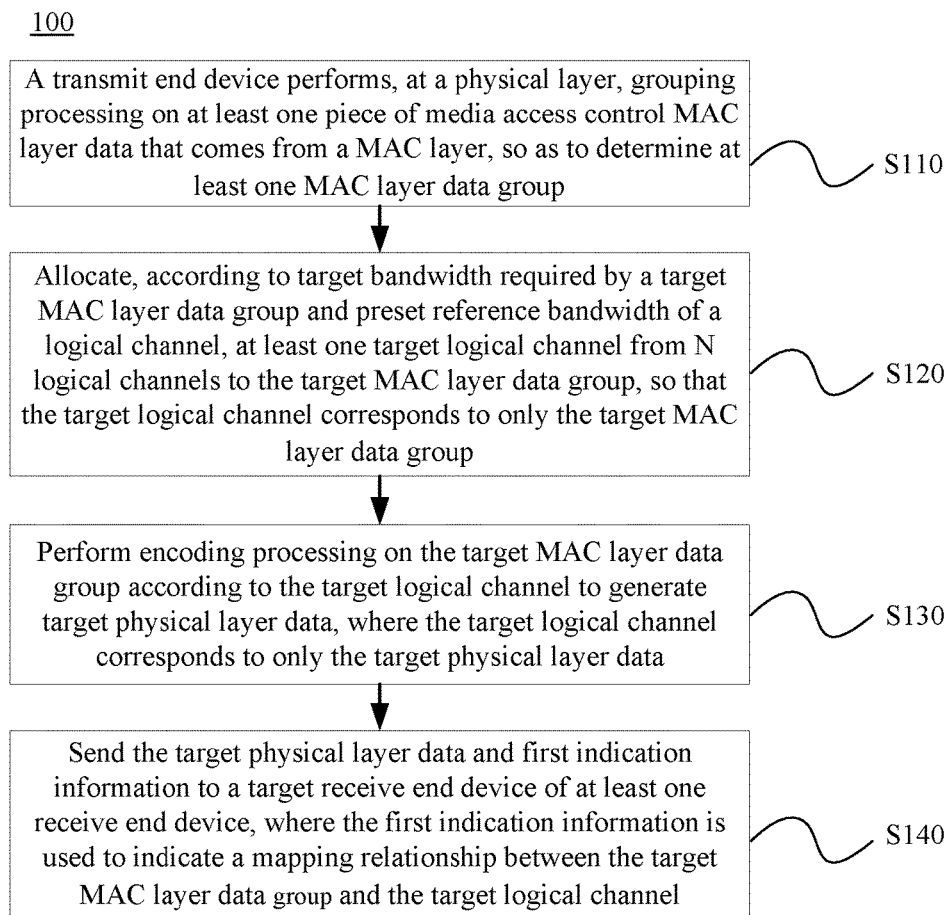 100
A transmit end device performs, at a physical layer, grouping
processing on at least one piece of media access control MAC
layer data that comes from a MAC layer, so as to determine at
least one MAC layer data group
S110
Allocate, according to target bandwidth required by a target
MAC layer data group and preset reference bandwidth of a
logical channel, at least one target logical channel from N
logical channels to the target MAC layer data group, so that
the target logical channel corresponds to only the target MAC
layer data group
S120
Perform encoding processing on the target MAC layer data
group according to the target logical channel to generate
target physical layer data, where the target logical channel
corresponds to only the target physical layer data
S130
Send the target physical layer data and first indication
information to a target receive end device of at least one
receive end device, where the first indication information is
used to indicate a mapping relationship between the target
MAC layer data group and the target logical channel
S140